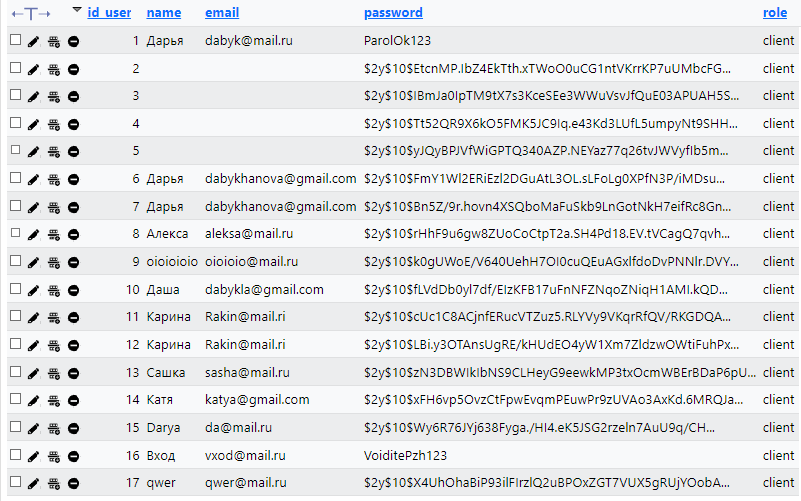 ←T→ id_user name email password role
1 Дарья dabyk@mail.ru ParolOk123 client
2 $2y$10$EtcnMP.IbZ4EkTth.xTWoO0uCG1ntVKrrKP7uUMbcFG... client
3 $2y$10$IBmJa0IpTM9tX7s3KceSEe3WWuVsvJfQuE03APUAH5S... client
4 $2y$10$Tt52QR9X6kO5FMK5JC9Iq.e43Kd3LUfL5umpyNt9SHH... client
5 $2y$10$yJQyBPJVfWiGPTQ340AZP.NEYaz77q26tvJWVyfIb5m... client
6 Дарья dabykhanova@gmail.com $2y$10$FmY1Wl2ERiEzl2DGuAtL3OL.sLFoLg0XPfN3P/iMDsu... client
7 Дарья dabykhanova@gmail.com $2y$10$Bn5Z/9r.hovn4XSQboMaFuSkb9LnGotNkH7eifRc8Gn... client
8 Алекса aleksa@mail.ru $2y$10$rHhF9u6gw8ZUoCoCtpT2a.SH4Pd18.EV.tVCagQ7qvh... client
9 oioioioio oioioio@mail.ru $2y$10$k0gUWoE/V640UehH7OI0cuQEuAGxlfdoDvPNNlr.DVY... client
10 Даша dabykla@gmail.com $2y$10$fLVdDb0yl7df/EIzKFB17uFnNFZNqoZNiqH1AMI.kQD... client
11 Карина Rakin@mail.ri $2y$10$cUc1C8ACjnfERucVTZuz5.RLYVy9VKqrRfQV/RKGDQA... client
12 Карина Rakin@mail.ri $2y$10$LBi.y3OTAnsUgRE/kHUdEO4yW1Xm7ZldzwOWtiFuhPx... client
13 Сашка sasha@mail.ru $2y$10$zN3DBWIkIbNS9CLHeyG9eewkMP3txOcmWBErBDaP6pU... client
14 Катя katya@gmail.com $2y$10$xFH6vp5OvzCtFpwEvqmPEuwPr9zUVAo3AxKd.6MRQJa... client
15 Darya da@mail.ru $2y$10$Wy6R76JYj638Fyga./HI4.eK5JSG2rzeln7AuU9q/CH... client
16 Вход vxod@mail.ru VoiditePzh123 client
17 qwer qwer@mail.ru $2y$10$X4UhOhaBiP93ilFIrzIQ2uBPOxZGT7VUX5gRUjYOobA... client